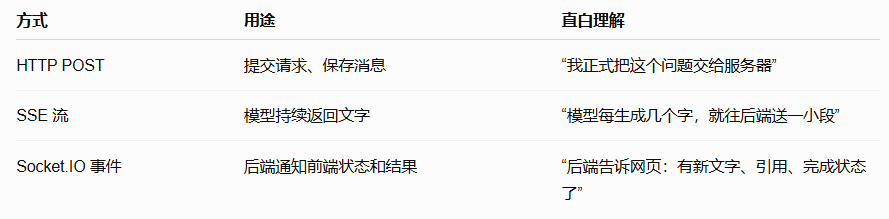 方式 用途 直白理解
HTTP POST 提交请求、保存消息 “我正式把这个问题交给服务器”
SSE 流 模型持续返回文字 “模型每生成几个字，就往后端送一小段”
Socket.IO 事件 后端通知前端状态和结果 “后端告诉网页：有新文字、引用、完成状态
了”